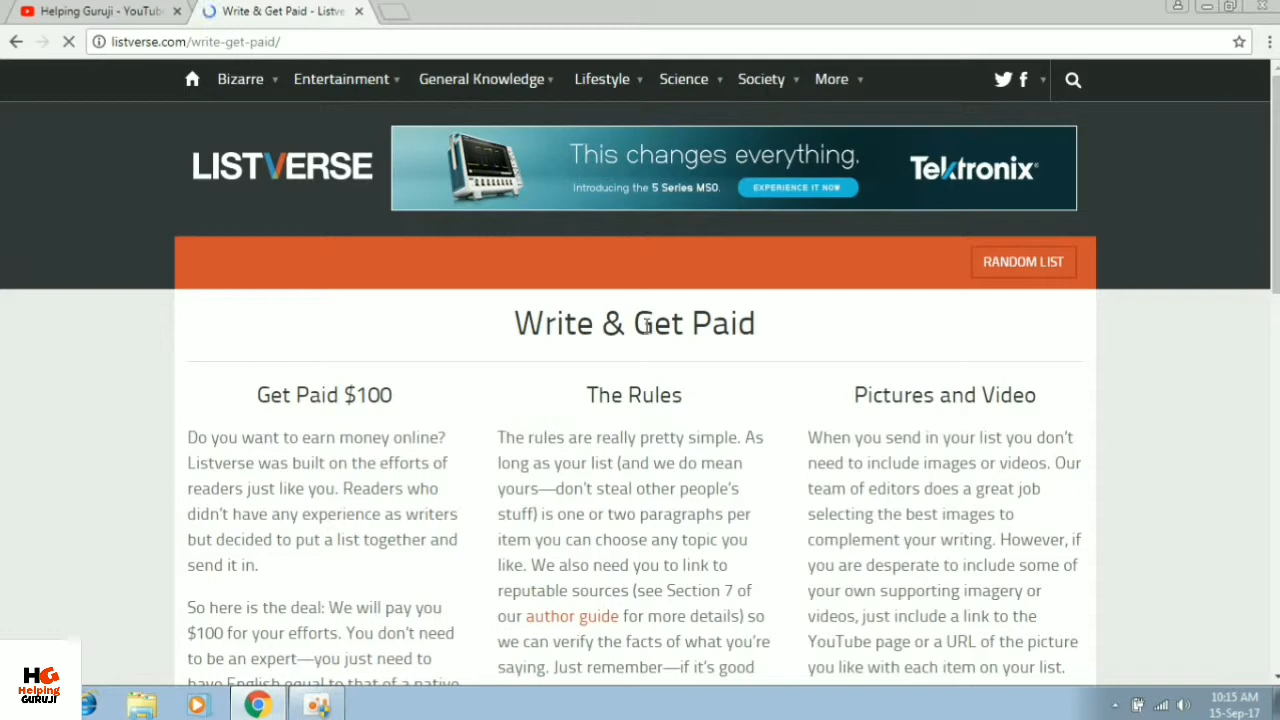 Helping Guruji - YouTub
Write & Get Paid - Listve
listverse.com/write-get-paid/
Bizarre Entertainment General Knowledge Lifestyle Science Society More
LISTVERSE
This changes everything.
Introducing the 5 Series MSO.
EXPERIENCE IT NOW
Tektronix®
RANDOM LIST
Write & Get Paid
Get Paid $100
Do you want to earn money online?
Listverse was built on the efforts of
readers just like you. Readers who
didn't have any experience as writers
but decided to put a list together and
send it in.
So here is the deal: We will pay you
$100 for your efforts. You don't need
to be an expert—you just need to
have English equal to that of a native
The Rules
The rules are really pretty simple. As
long as your list (and we do mean
yours—don't steal other people's
stuff) is one or two paragraphs per
item you can choose any topic you
like. We also need you to link to
reputable sources (see Section 7 of
our author guide for more details) so
we can verify the facts of what you're
saying. Just remember—if it's good
Pictures and Video
When you send in your list you don't
need to include images or videos. Our
team of editors does a great job
selecting the best images to
complement your writing. However, if
you are desperate to include some of
your own supporting imagery or
videos, just include a link to the
YouTube page or a URL of the picture
you like with each item on your list.
HG
Helping
GURUJI
10:15 AM
15-Sep-17